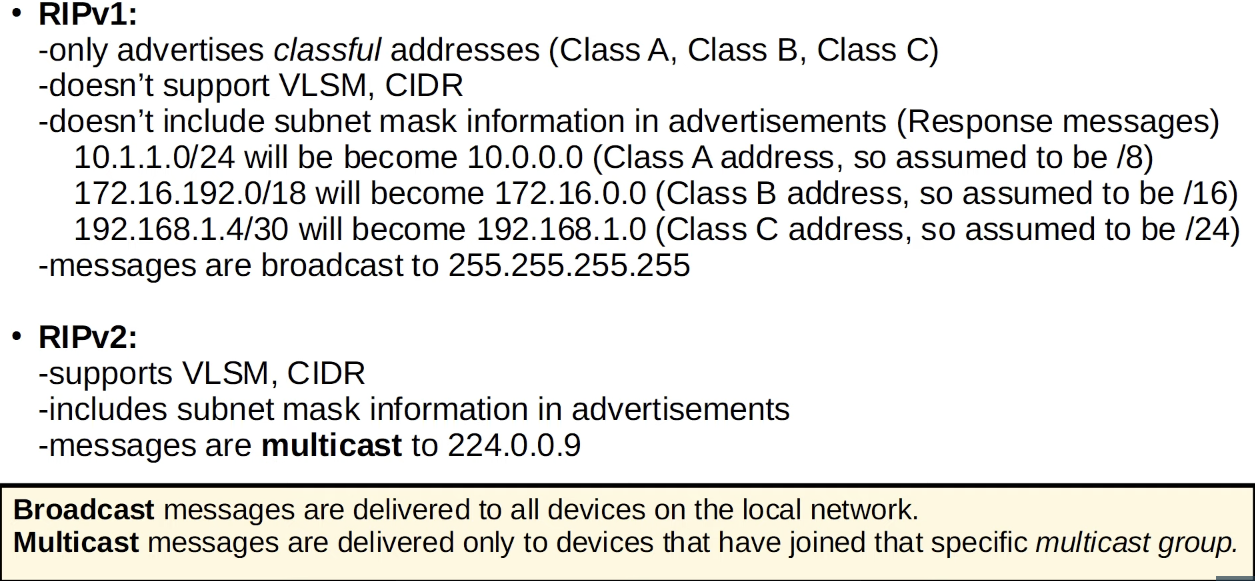 • RIPv1:
-only advertises classful addresses (Class A, Class B, Class C)
-doesn’t support VLSM, CIDR
-doesn’t include subnet mask information in advertisements (Response messages)
10.1.1.0/24 will be become 10.0.0.0 (Class A address, so assumed to be /8)
172.16.192.0/18 will become 172.16.0.0 (Class B address, so assumed to be /16)
192.168.1.4/30 will become 192.168.1.0 (Class C address, so assumed to be /24)
-messages are broadcast to 255.255.255.255
• RIPv2:
-supports VLSM, CIDR
-includes subnet mask information in advertisements
-messages are multicast to 224.0.0.9
Broadcast messages are delivered to all devices on the local network.
Multicast messages are delivered only to devices that have joined that specific multicast group.